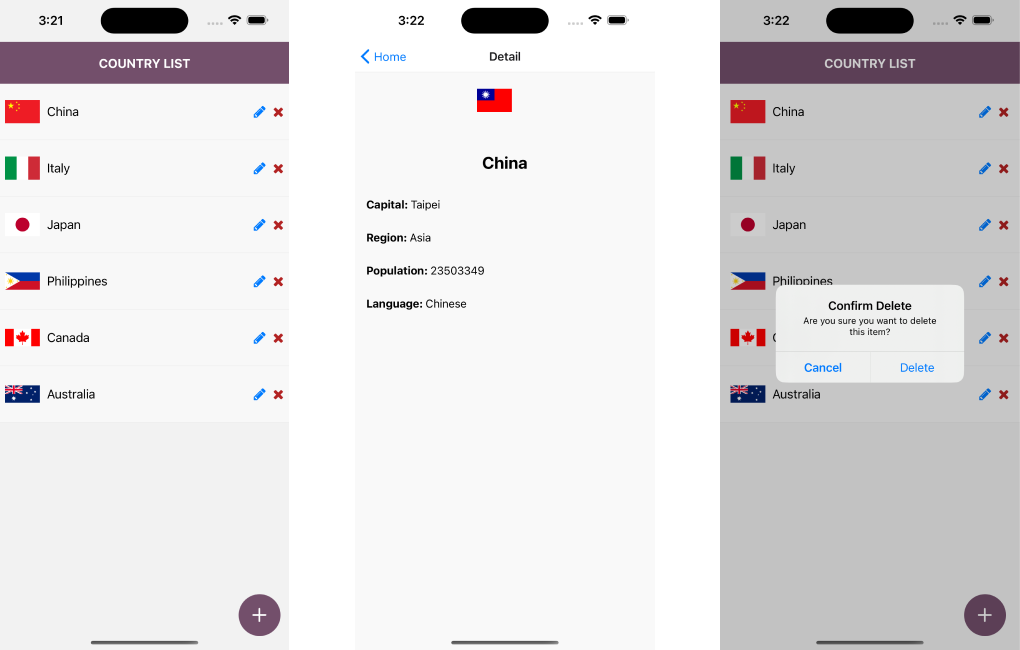 3:21
COUNTRY LIST
China
Italy
Japan
Philippines
Canada
Australia
3:22
Home
Detail
China
Capital: Taipei
Region: Asia
Population: 23503349
Language: Chinese
3:22
COUNTRY LIST
China
Italy
Japan
Philippines
Confirm Delete
Are you sure you want to delete
this item?
C
Cancel
Delete
Australia